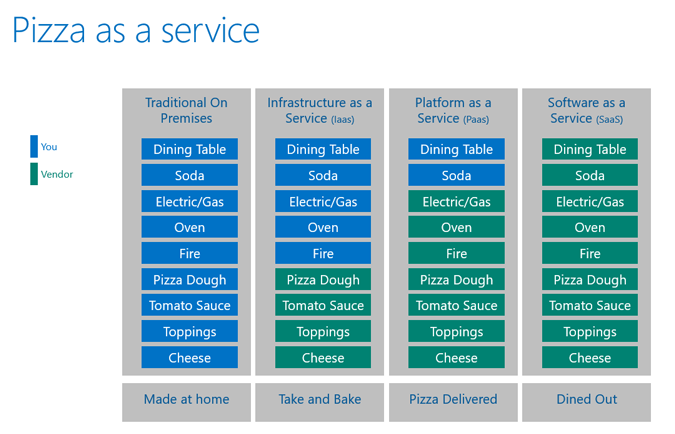 Pizza as a service
You
Vendor
Traditional On
Premises
Dining Table
Soda
Electric/Gas
Oven
Fire
Pizza Dough
Tomato Sauce
Toppings
Cheese
Made at home
Infrastructure as a
Service (Iaas)
Dining Table
Soda
Electric/Gas
Oven
Fire
Pizza Dough
Tomato Sauce
Toppings
Cheese
Take and Bake
Platform as a
Service (Paas)
Dining Table
Soda
Electric/Gas
Oven
Fire
Pizza Dough
Tomato Sauce
Toppings
Cheese
Pizza Delivered
Software as a
Service (SaaS)
Dining Table
Soda
Electric/Gas
Oven
Fire
Pizza Dough
Tomato Sauce
Toppings
Cheese
Dined Out